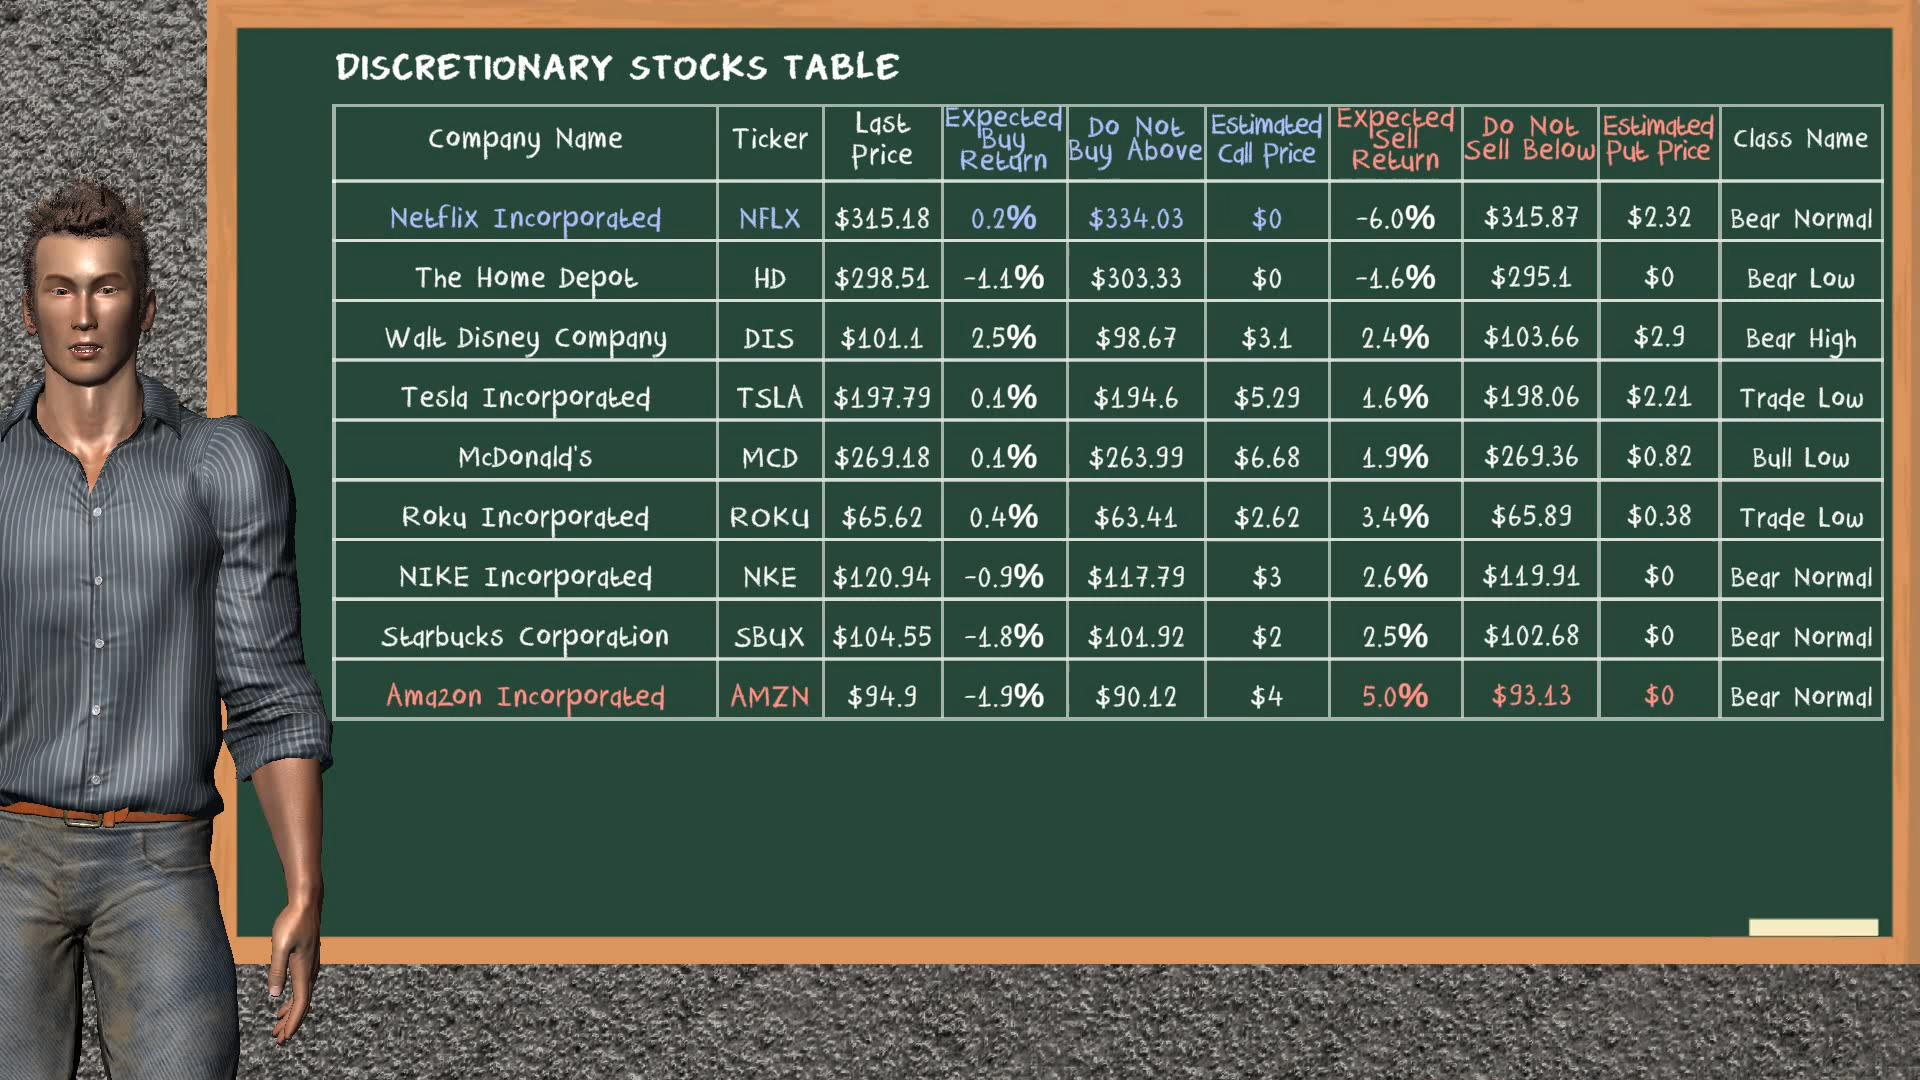 DISCRETIONARY STOCKS TABLE
Company Name Ticker Last Price Expected Buy Return Do Not Buy Above Estimated Call Price Expected Sell Return Do Not Sell Below Estimated Put Price Class Name
Netflix Incorporated NFLX $315.18 0.2% $334.03 $0 -6.0% $315.87 $2.32 Bear Normal
The Home Depot HD $298.51 -1.1% $303.33 $0 -1.6% $295.1 $0 Bear Low
Walt Disney Company DIS $101.1 2.5% $98.67 $3.1 2.4% $103.66 $2.9 Bear High
Tesla Incorporated TSLA $197.79 0.1% $194.6 $5.29 1.6% $198.06 $2.21 Trade Low
McDonald's MCD $269.18 0.1% $263.99 $6.68 1.9% $269.36 $0.82 Bull Low
Roku Incorporated ROKU $65.62 0.4% $63.41 $2.62 3.4% $65.89 $0.38 Trade Low
NIKE Incorporated NKE $120.94 -0.9% $117.79 $3 2.6% $119.91 $0 Bear Normal
Starbucks Corporation SBUX $104.55 -1.8% $101.92 $2 2.5% $102.68 $0 Bear Normal
Amazon Incorporated AMZN $94.9 -1.9% $90.12 $4 5.0% $93.13 $0 Bear Normal